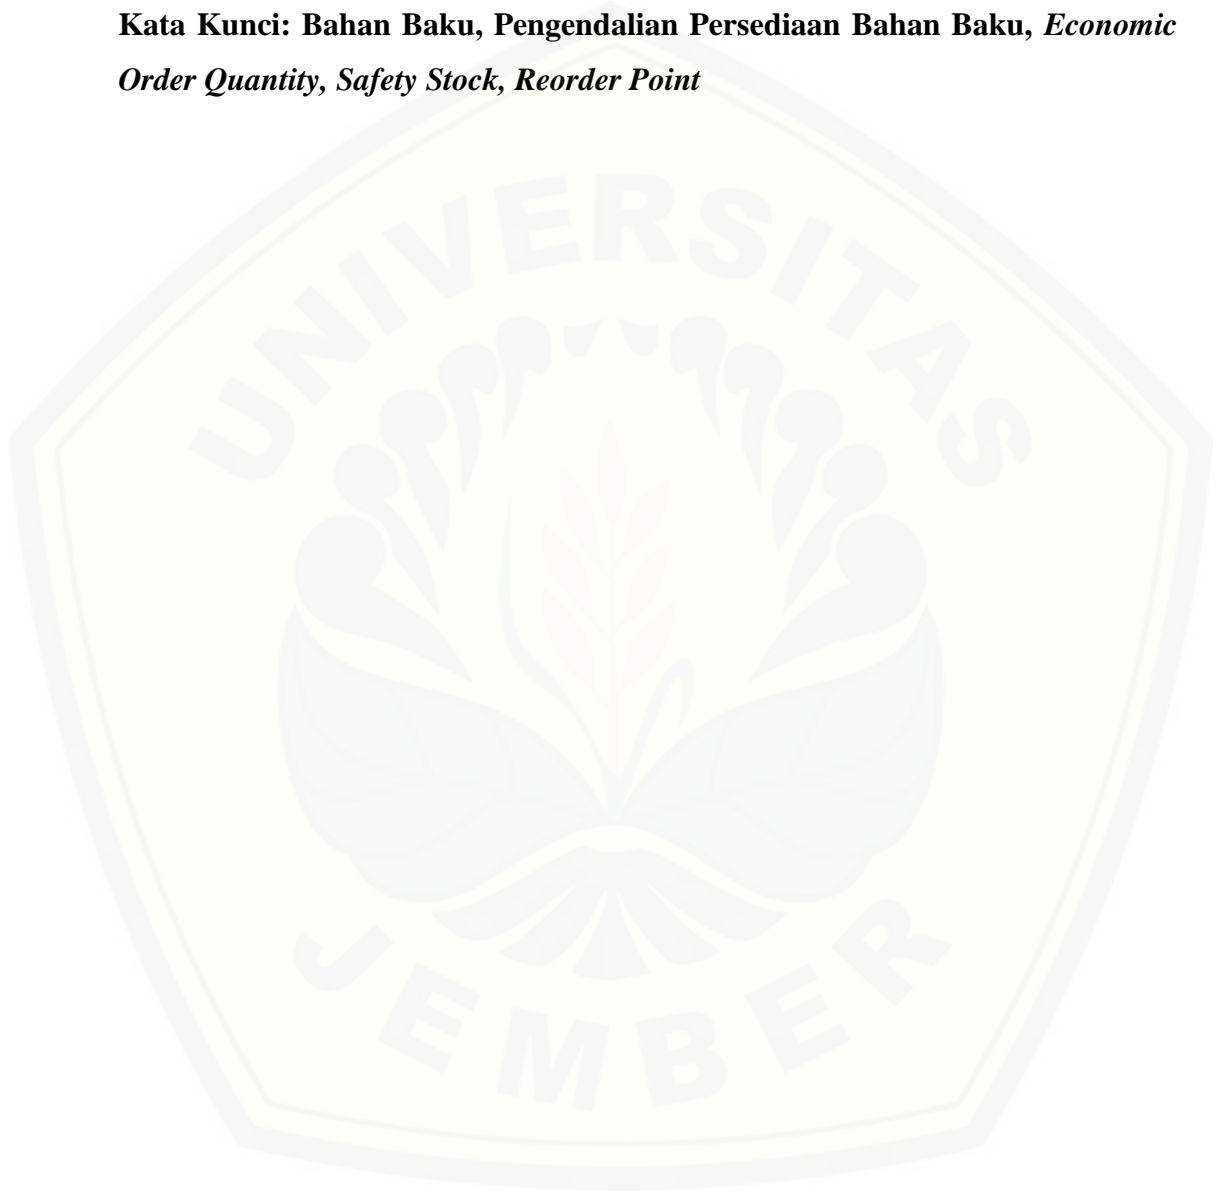 Kata Kunci: Bahan Baku, Pengendalian Persediaan Bahan Baku, Economic
Order Quantity, Safety Stock, Reorder Point
UNIVERSITAS
JEMBER